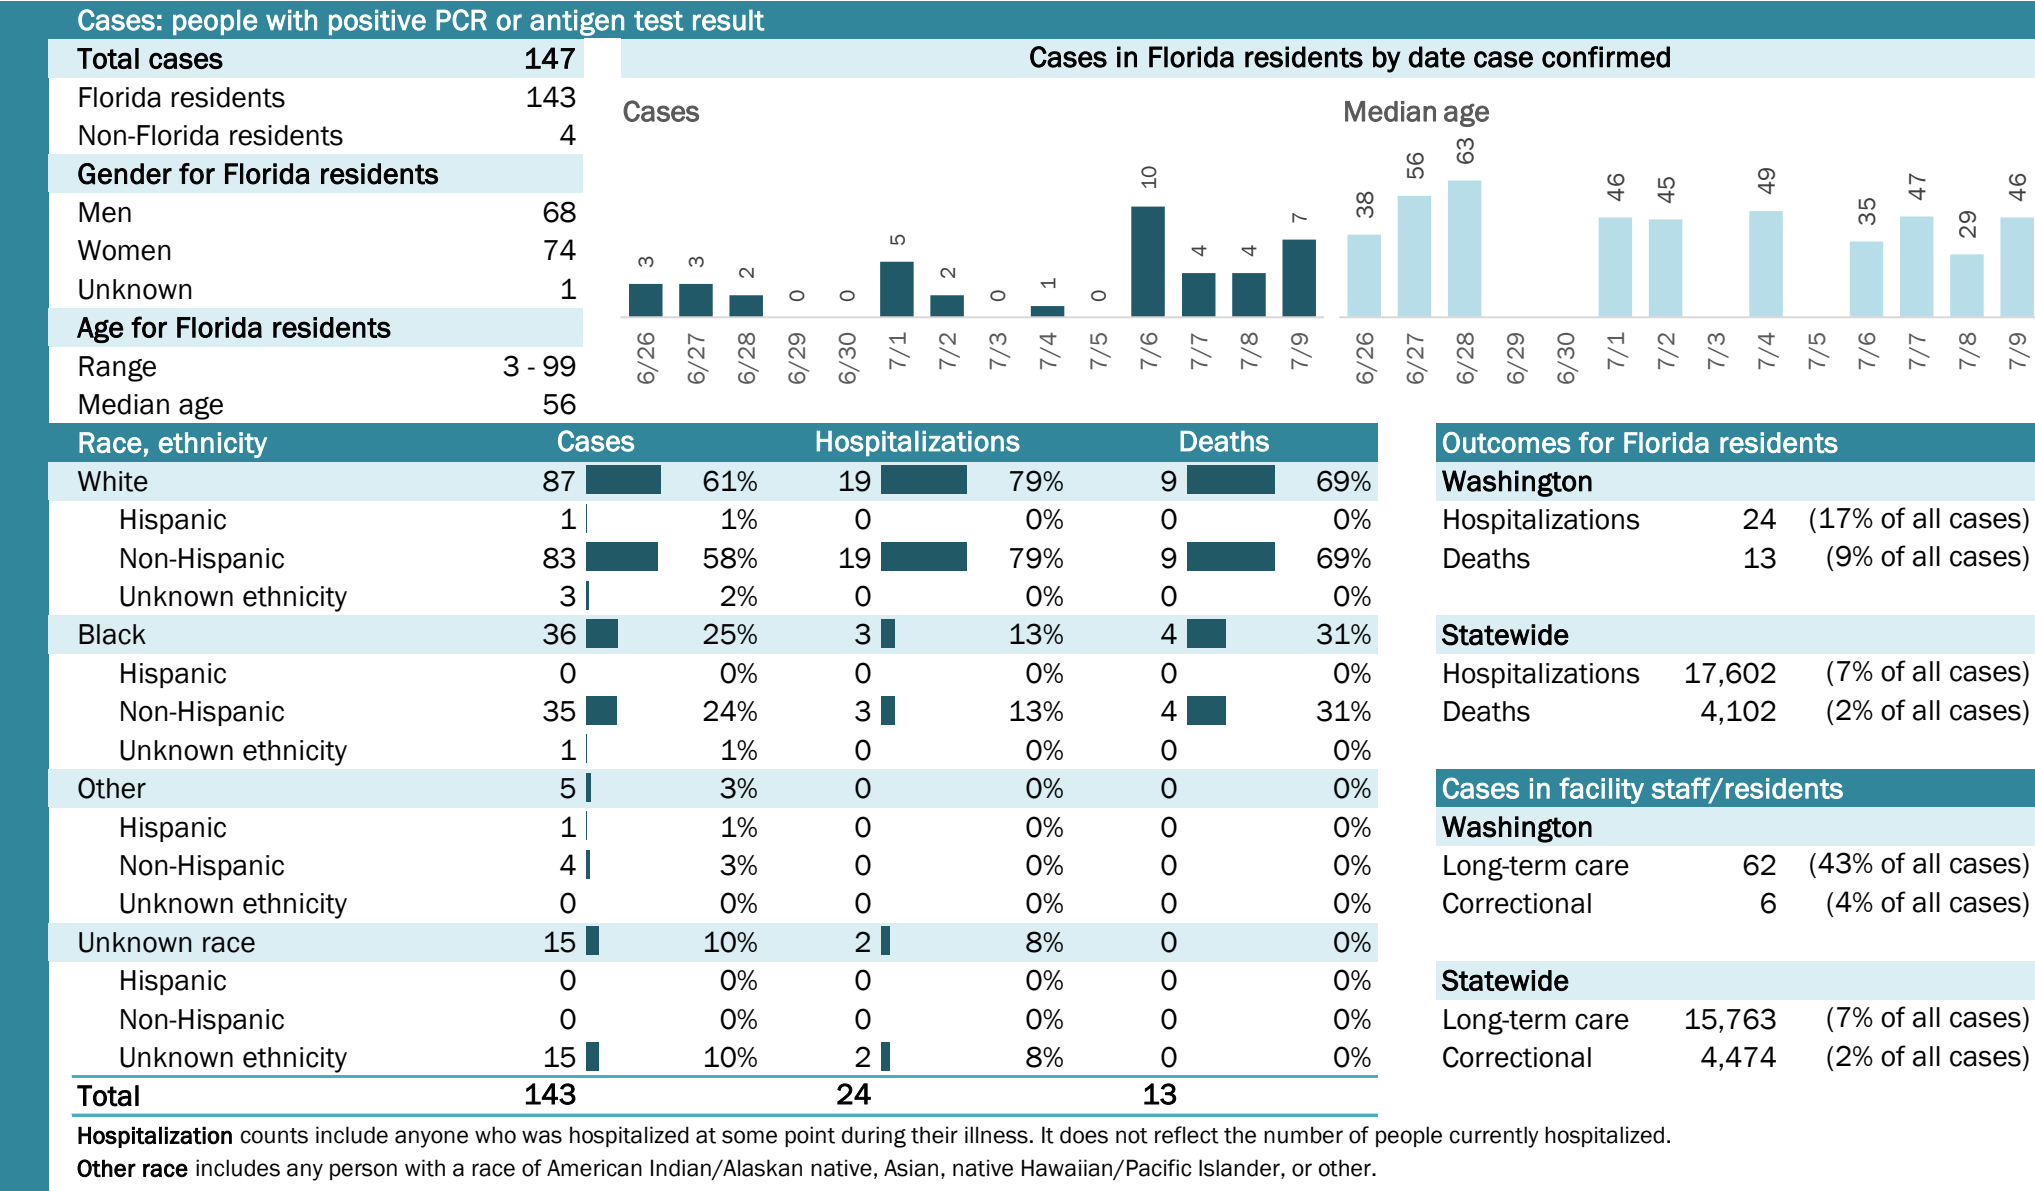 Cases: people with positive PCR or antigen test result
Total cases 147
Florida residents 143
Non-Florida residents 4
Gender for Florida residents
Men 68
Women 74
Unknown 1
Age for Florida residents
Range 3 - 99
Median age 56
Cases in Florida residents by date case confirmed
Cases
3 3 2 0 0 5 2 0 1 0 10 4 4 7
6/26 6/27 6/28 6/29 6/30 7/1 7/2 7/3 7/4 7/5 7/6 7/7 7/8 7/9
Median age
38 56 63 46 45 49 35 47 29 46
6/26 6/27 6/28 6/29 6/30 7/1 7/2 7/3 7/4 7/5 7/6 7/7 7/8 7/9
Race, ethnicity Cases Hospitalizations Deaths
White 87 61% 19 79% 9 69%
Hispanic 1 1% 0 0% 0 0%
Non-Hispanic 83 58% 19 79% 9 69%
Unknown ethnicity 3 2% 0 0% 0 0%
Black 36 25% 3 13% 4 31%
Hispanic 0 0% 0 0% 0 0%
Non-Hispanic 35 24% 3 13% 4 31%
Unknown ethnicity 1 1% 0 0% 0 0%
Other 5 3% 0 0% 0 0%
Hispanic 1 1% 0 0% 0 0%
Non-Hispanic 4 3% 0 0% 0 0%
Unknown ethnicity 0 0% 0 0% 0 0%
Unknown race 15 10% 2 8% 0 0%
Hispanic 0 0% 0 0% 0 0%
Non-Hispanic 0 0% 0 0% 0 0%
Unknown ethnicity 15 10% 2 8% 0 0%
Total 143 24 13
Outcomes for Florida residents
Washington
Hospitalizations 24 (17% of all cases)
Deaths 13 (9% of all cases)
Statewide
Hospitalizations 17,602 (7% of all cases)
Deaths 4,102 (2% of all cases)
Cases in facility staff/residents
Washington
Long-term care 62 (43% of all cases)
Correctional 6 (4% of all cases)
Statewide
Long-term care 15,763 (7% of all cases)
Correctional 4,474 (2% of all cases)
Hospitalization counts include anyone who was hospitalized at some point during their illness. It does not reflect the number of people currently hospitalized.
Other race includes any person with a race of American Indian/Alaskan native, Asian, native Hawaiian/Pacific Islander, or other.